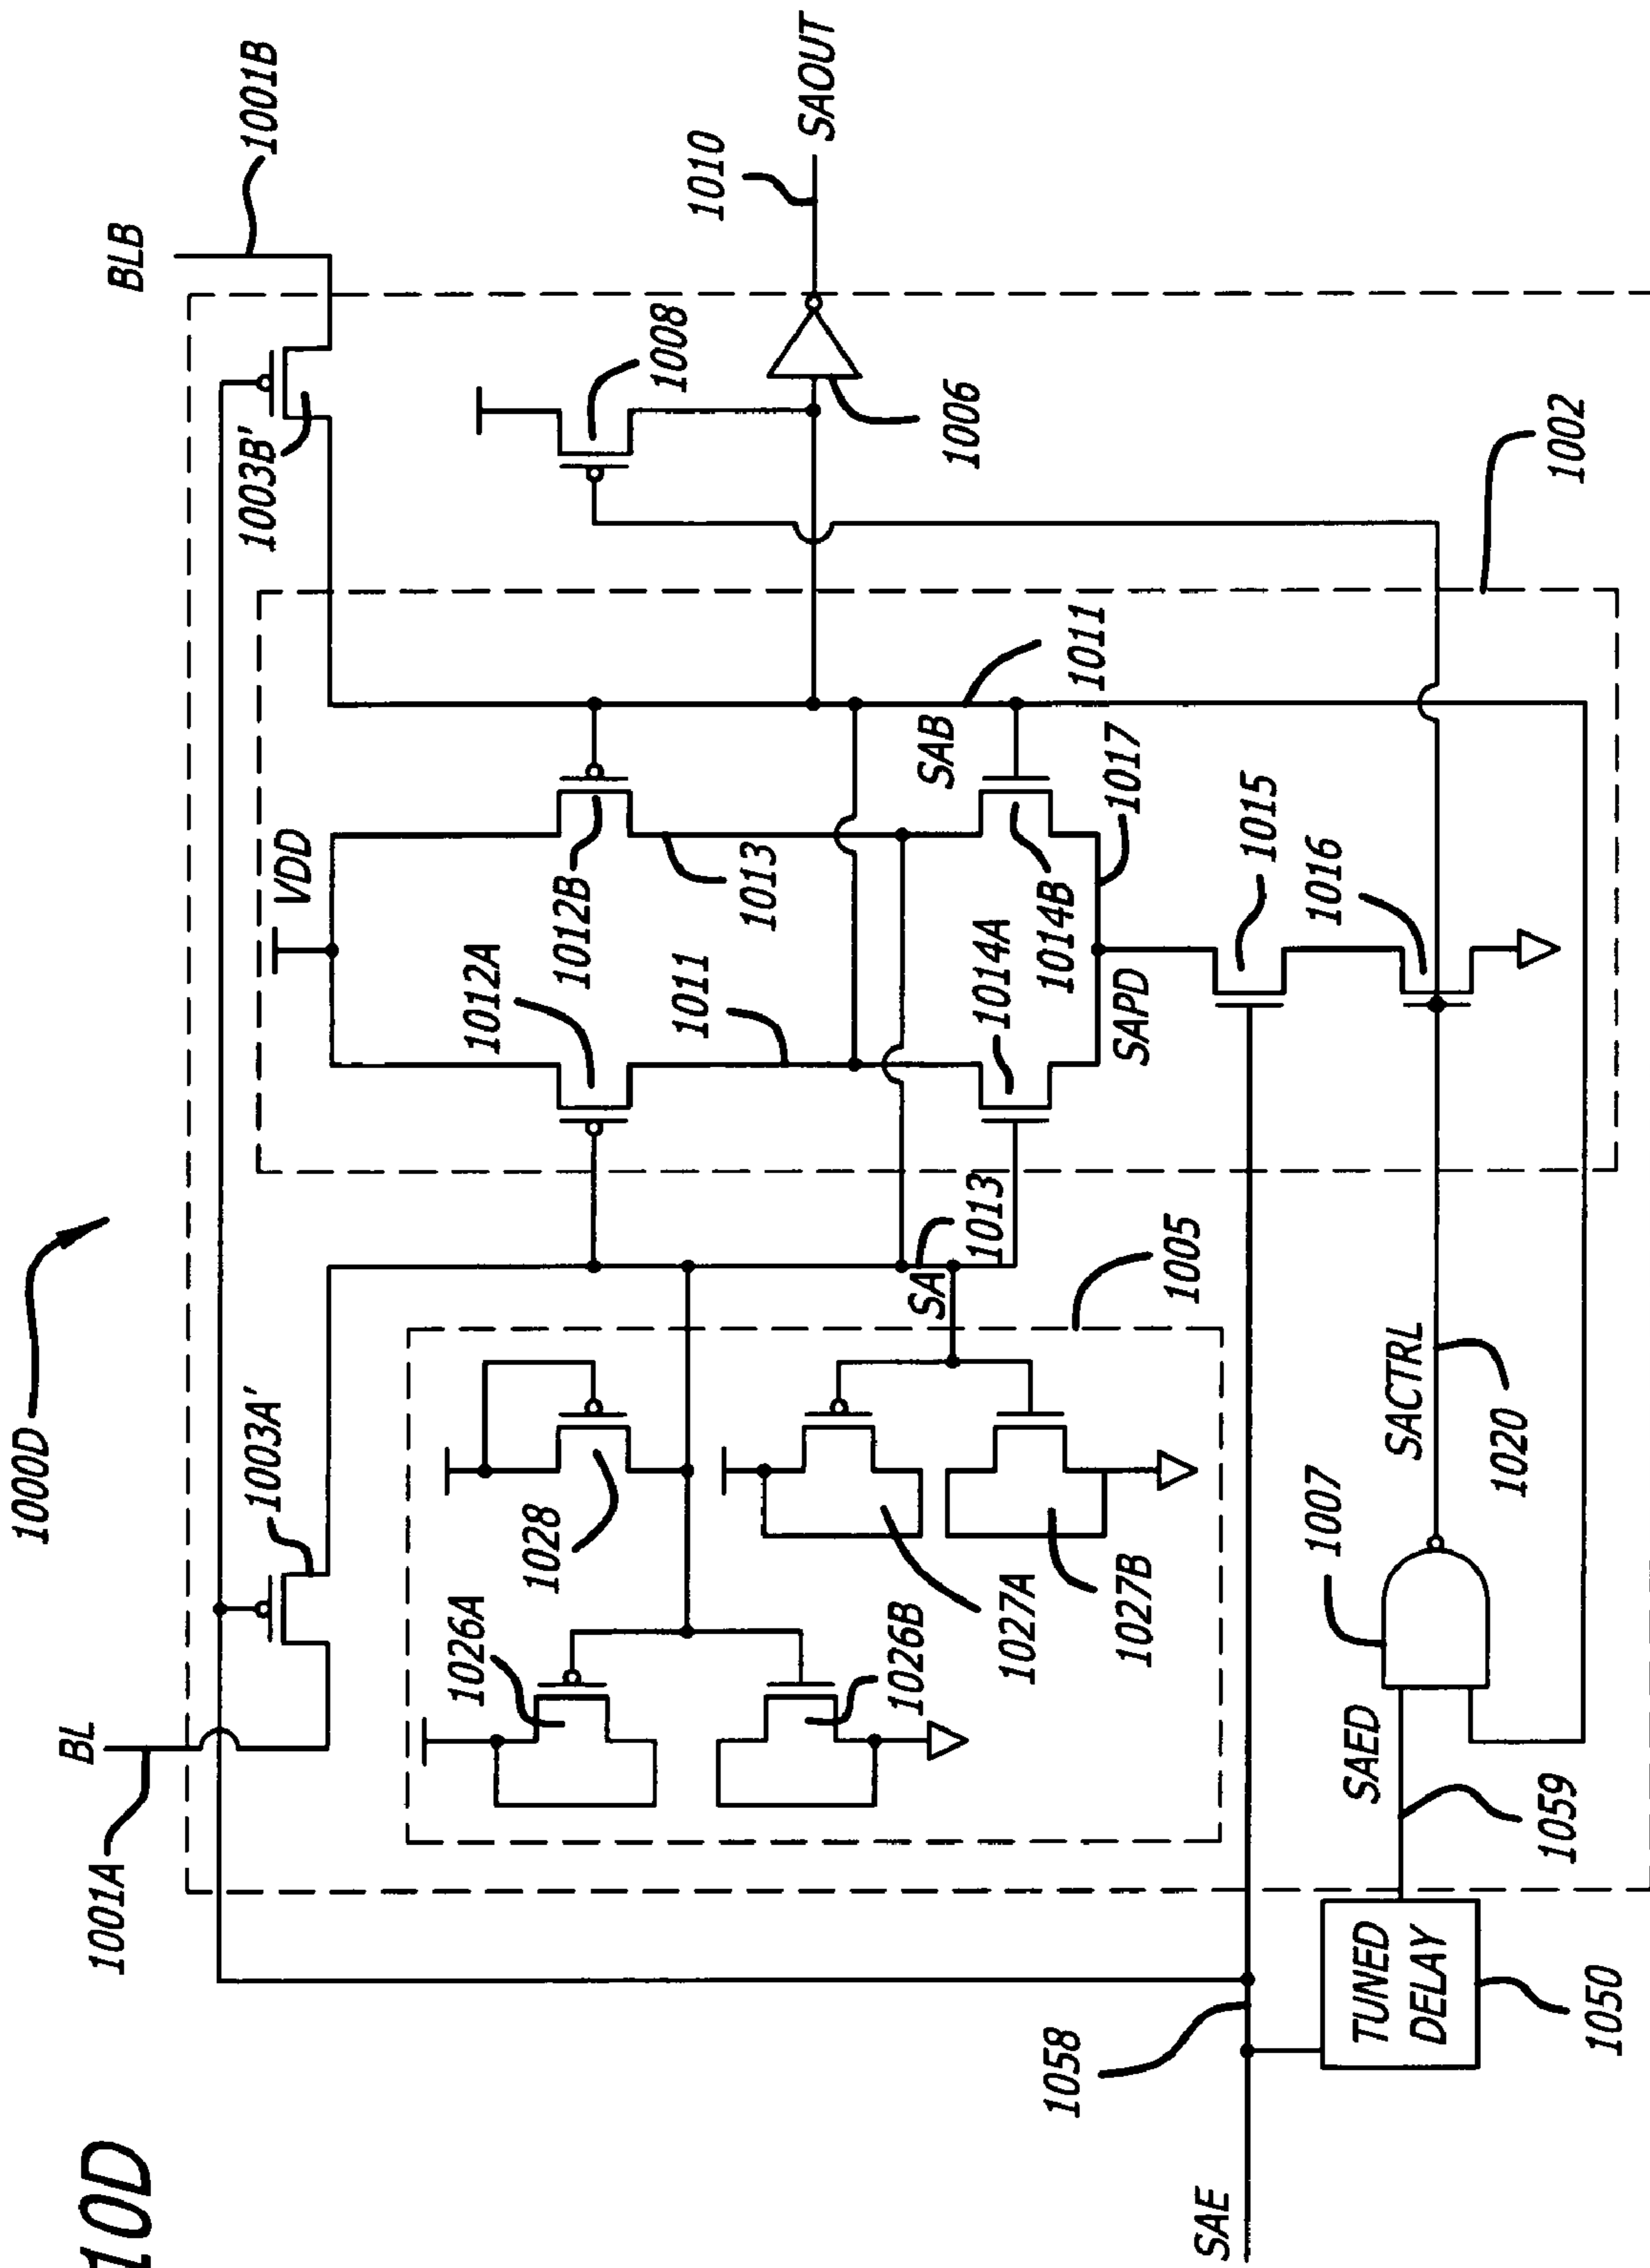 10D
1000D
BL
1001A
1003A'
1003B'
BLB
1001B
VDD
1026A
1028
1012A
1012B
1008
1010
SAOUT
1026B
1027A
1027B
1011
1013
1006
SA
1013
1005
1014A
1014B
SAB
1011
1017
SAPD
1015
1016
1002
SAE
1058
TUNED
DELAY
1050
SAED
1059
1007
SACTRL
1020